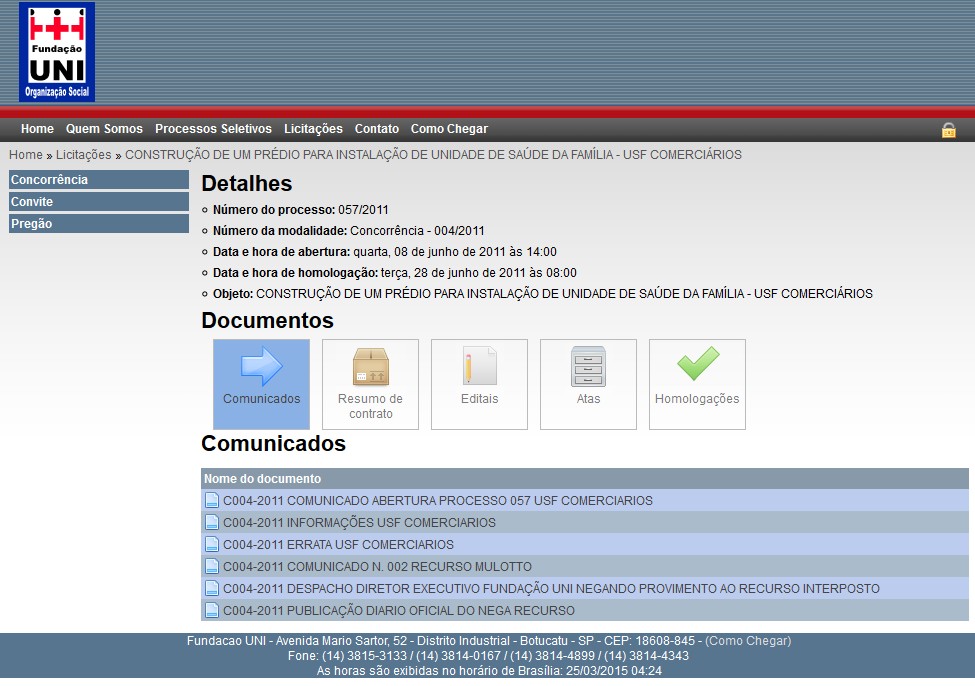 Fundação
UNI
Organização Social
Home Quem Somos Processos Seletivos Licitações Contato Como Chegar
Home » Licitações » CONSTRUÇÃO DE UM PRÉDIO PARA INSTALAÇÃO DE UNIDADE DE SAÚDE DA FAMÍLIA - USF COMERCIÁRIOS
Concorrência
Convite
Pregão
Detalhes
Número do processo: 057/2011
Número da modalidade: Concorrência - 004/2011
Data e hora de abertura: quarta, 08 de junho de 2011 às 14:00
Data e hora de homologação: terça, 28 de junho de 2011 às 08:00
Objeto: CONSTRUÇÃO DE UM PRÉDIO PARA INSTALAÇÃO DE UNIDADE DE SAÚDE DA FAMÍLIA - USF COMERCIÁRIOS
Documentos
Comunicados
Resumo de
contrato
Editais
Atas
Homologações
Comunicados
Nome do documento
C004-2011 COMUNICADO ABERTURA PROCESSO 057 USF COMERCIARIOS
C004-2011 INFORMAÇÕES USF COMERCIARIOS
C004-2011 ERRATA USF COMERCIARIOS
C004-2011 COMUNICADO N. 002 RECURSO MULOTTO
C004-2011 DESPACHO DIRETOR EXECUTIVO FUNDAÇÃO UNI NEGANDO PROVIMENTO AO RECURSO INTERPOSTO
C004-2011 PUBLICAÇÃO DIARIO OFICIAL DO NEGA RECURSO
Fundacao UNI - Avenida Mario Sartor, 52 - Distrito Industrial - Botucatu - SP - CEP: 18608-845 - (Como Chegar)
Fone: (14) 3815-3133 / (14) 3814-0167 / (14) 3814-4899 / (14) 3814-4343
As horas são exibidas no horário de Brasília: 25/03/2015 04:24